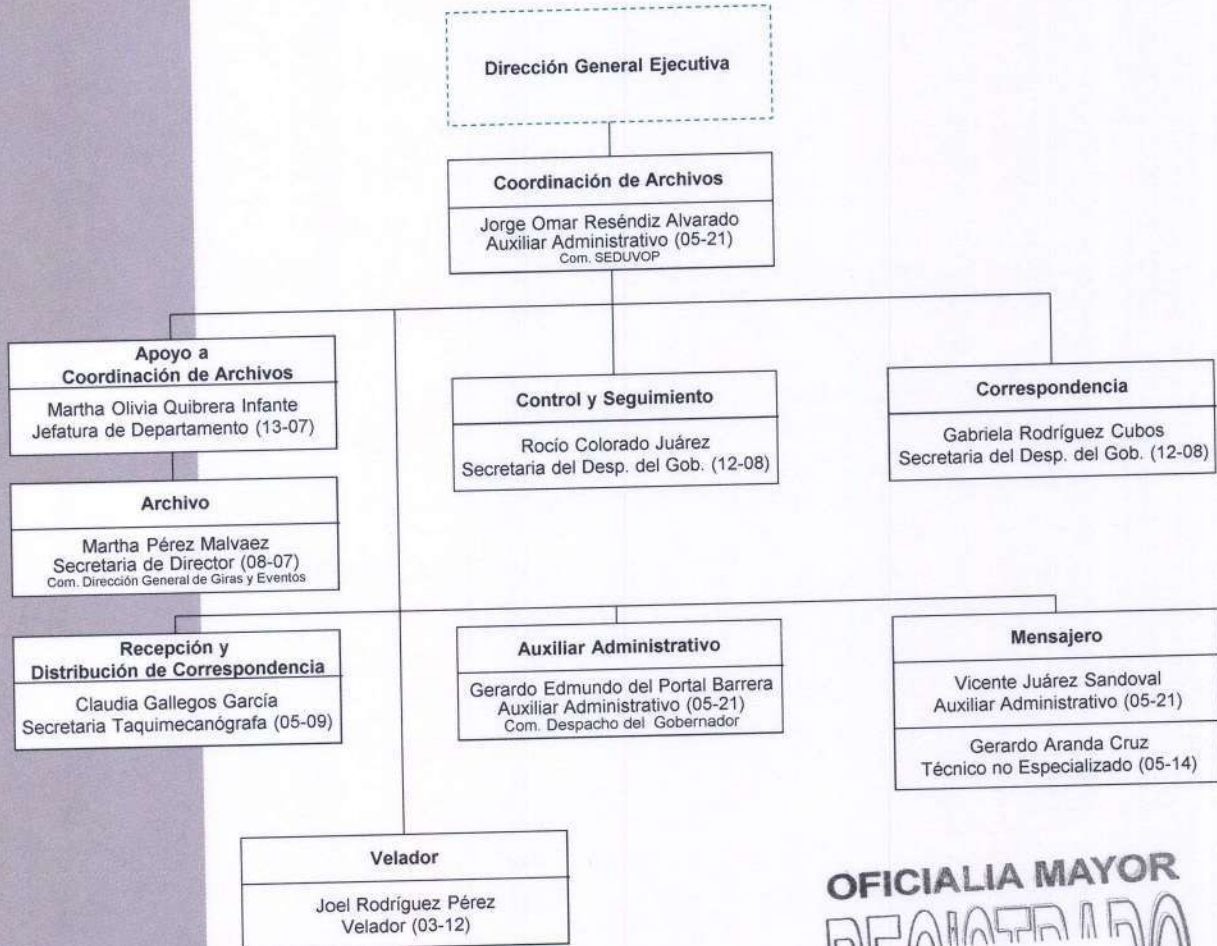 Dirección General Ejecutiva
Coordinación de Archivos
Jorge Omar Reséndiz Alvarado
Auxiliar Administrativo (05-21)
Com. SEDUVOP
Apoyo a
Coordinación de Archivos
Martha Olivia Quibrera Infante
Jefatura de Departamento (13-07)
Control y Seguimiento
Rocío Colorado Juárez
Secretaria del Desp. del Gob. (12-08)
Correspondencia
Gabriela Rodríguez Cubos
Secretaria del Desp. del Gob. (12-08)
Archivo
Martha Pérez Malvaez
Secretaria de Director (08-07)
Com. Dirección General de Giras y Eventos
Recepción y
Distribución de Correspondencia
Claudia Gallegos García
Secretaria Taquimecanógrafa (05-09)
Auxiliar Administrativo
Gerardo Edmundo del Portal Barrera
Auxiliar Administrativo (05-21)
Com. Despacho del Gobernador
Mensajero
Vicente Juárez Sandoval
Auxiliar Administrativo (05-21)
Gerardo Aranda Cruz
Técnico no Especializado (05-14)
Velador
Joel Rodríguez Pérez
Velador (03-12)
OFICIALIA MAYOR
REGISTRADO